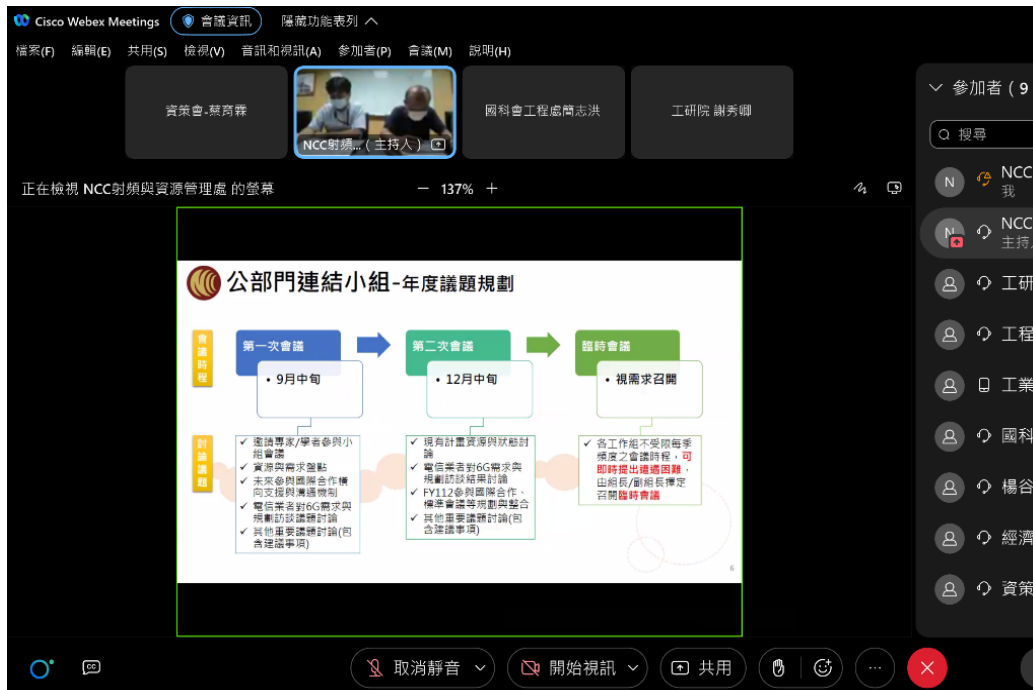 Cisco Webex Meetings
會議資訊
隱藏功能表列
檔案(F) 編輯(E) 共用(S) 檢視(V) 音訊和視訊(A) 參加者(P) 會議(M) 說明(H)
資策會-蔡育霖
NCC射頻... (主持人)
國科會工程處簡志洪
工研院 謝秀卿
正在檢視 NCC射頻與資源管理處 的螢幕
137%
公部門連結小組-年度議題規劃
會議時程
第一次會議
• 9月中旬
第二次會議
• 12月中旬
臨時會議
• 視需求召開
討論議題
✓ 邀請專家/學者參與小
組會議
✓ 資源與需求盤點
✓ 未來參與國際合作橫
向支援與溝通機制
✓ 電信業者對6G需求與
規劃訪談議題討論
✓ 其他重要議題討論(包
含建議事項)
✓ 現有計畫資源與狀態討
論
✓ 電信業者對6G需求與
規劃訪談結果討論
✓ FY112參與國際合作、
標準會議等規劃與整合
✓ 其他重要議題討論(包
含建議事項)
✓ 各工作組不受限每季
頻度之會議時程，可
即時提出遭遇困難，
由組長/副組長擇定
召開臨時會議
6
參加者 (9
搜尋
N
NCC
我
N
NCC
主持
工研
工程
工業
國科
楊谷
經濟
資策
CC
取消靜音
開始視訊
共用